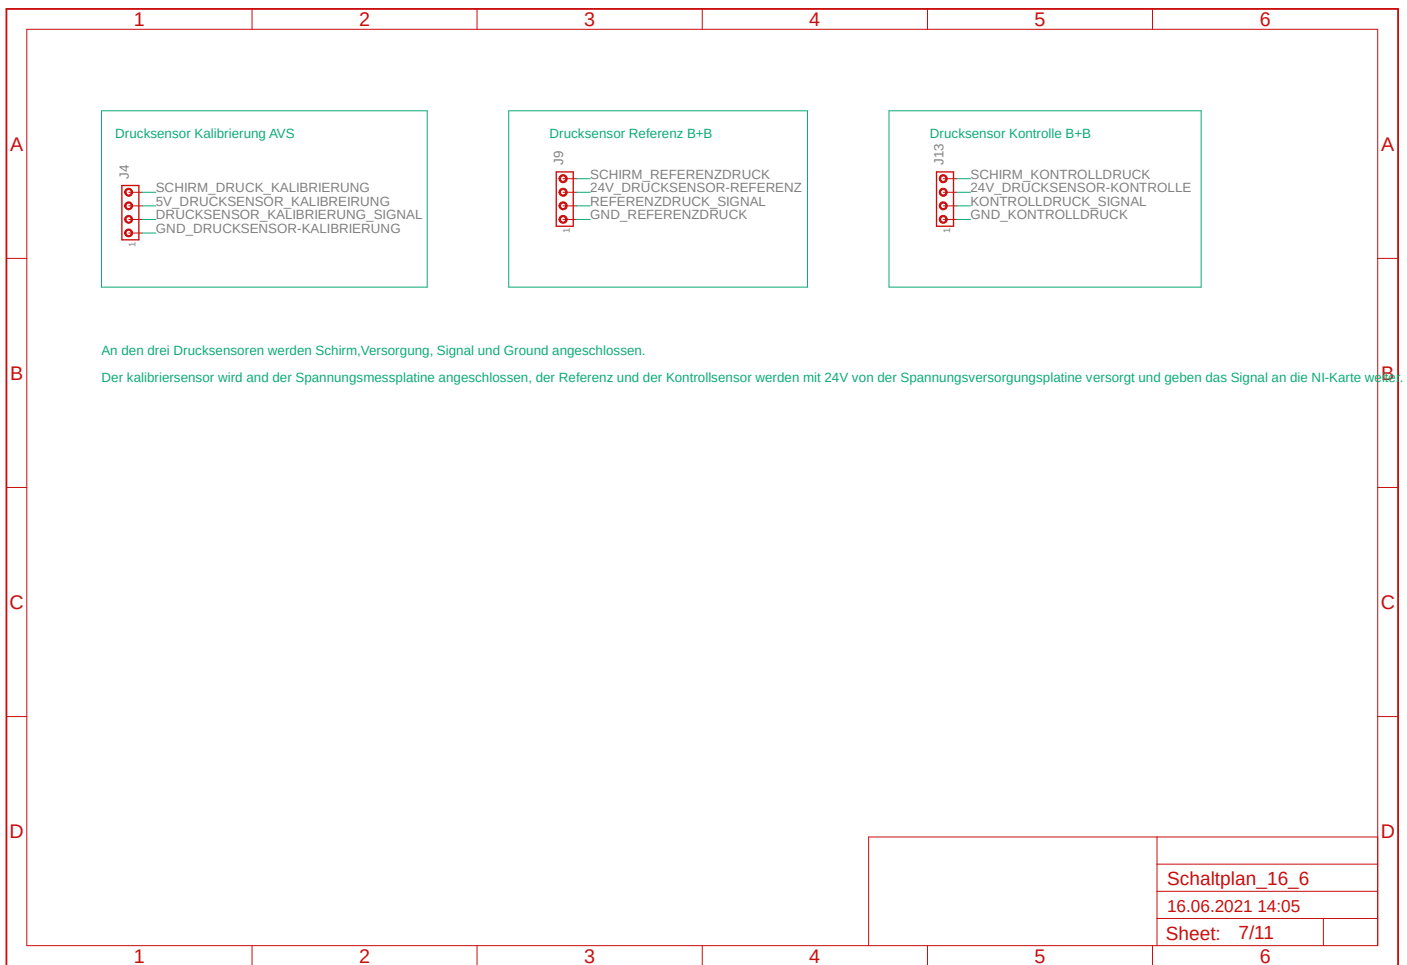 1 2 3 4 5 6
A A
Drucksensor Kalibrierung AVS
J4
SCHIRM_DRUCK_KALIBRIERUNG
5V_DRUCKSENSOR_KALIBREIRUNG
DRUCKSENSOR_KALIBRIERUNG_SIGNAL
GND_DRUCKSENSOR-KALIBRIERUNG
1
Drucksensor Referenz B+B
J9
SCHIRM_REFERENZDRUCK
24V_DRUCKSENSOR-REFERENZ
REFERENZDRUCK_SIGNAL
GND_REFERENZDRUCK
1
Drucksensor Kontrolle B+B
J13
SCHIRM_KONTROLLDRUCK
24V_DRUCKSENSOR-KONTROLLE
KONTROLLDRUCK_SIGNAL
GND_KONTROLLDRUCK
1
An den drei Drucksensoren werden Schirm,Versorgung, Signal und Ground angeschlossen.
B B
Der kalibriersensor wird and der Spannungsmessplatine angeschlossen, der Referenz und der Kontrollsensor werden mit 24V von der Spannungsversorgungsplatine versorgt und geben das Signal an die NI-Karte weiter.
C C
D D
Schaltplan_16_6
16.06.2021 14:05
Sheet: 7/11
1 2 3 4 5 6